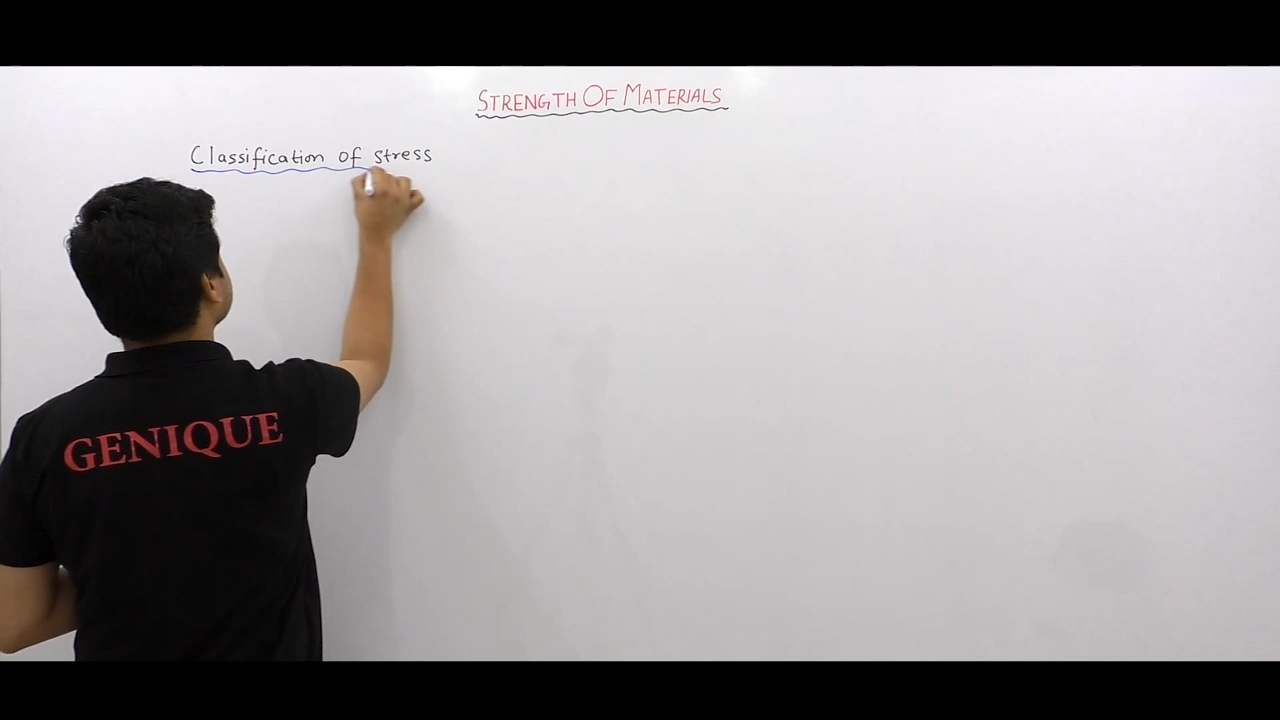 STRENGTH OF MATERIALS
Classification of stress
GENIQUE